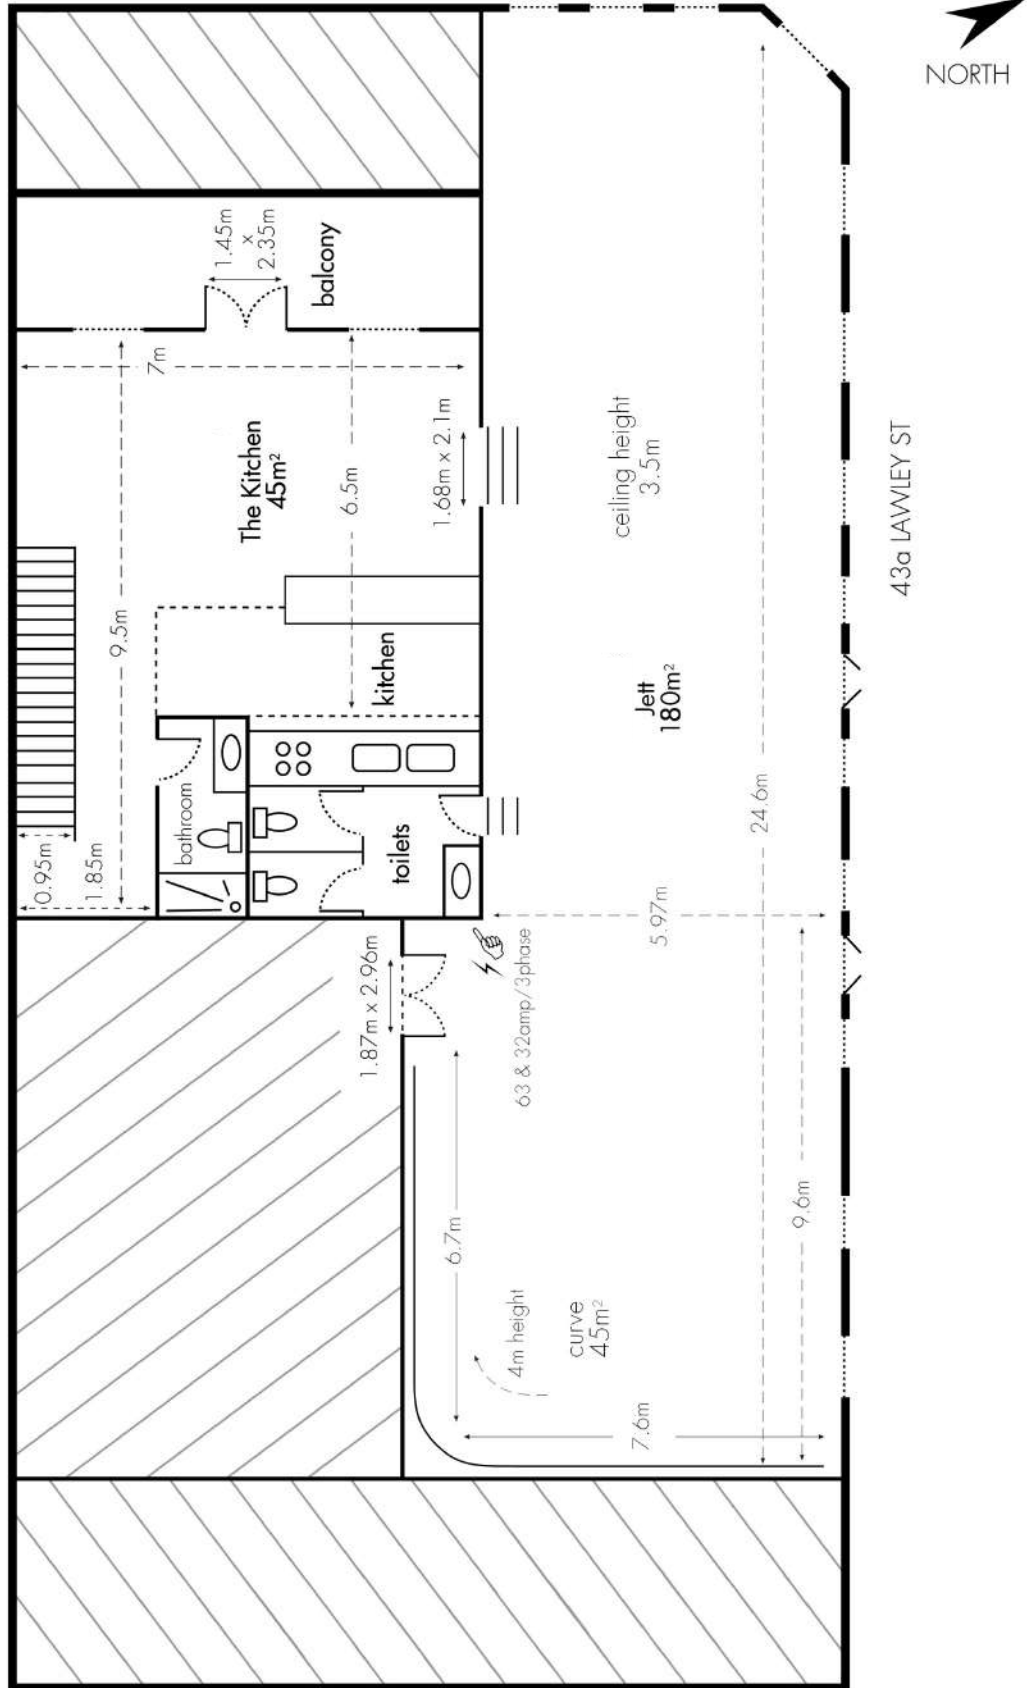 NORTH
1.45m
x
2.35m
balcony
7m
The Kitchen
45m²
6.5m
1.68m x 2.1m
ceiling height
3.5m
43a LAWLEY ST
9.5m
kitchen
Jett
180m²
bathroom
toilets
0.95m
1.85m
24.6m
5.97m
1.87m x 2.96m
63 & 32amp/3phase
6.7m
9.6m
4m height
curve
45m²
7.6m